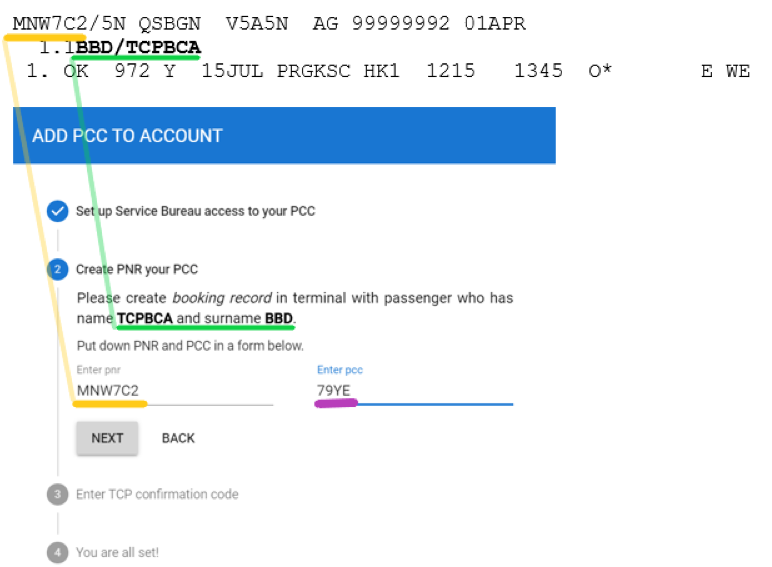 MNW7C2/5N QSBGN V5A5N AG 99999992 01APR
1.1BBD/TCPBCA
1. OK 972 Y 15JUL PRGKSC HK1 1215 1345 O* E WE
ADD PCC TO ACCOUNT
Set up Service Bureau access to your PCC
2 Create PNR your PCC
Please create booking record in terminal with passenger who has
name TCPBCA and surname BBD.
Put down PNR and PCC in a form below.
Enter pnr Enter pcc
MNW7C2 79YE
NEXT BACK
3 Enter TCP confirmation code
4 You are all set!